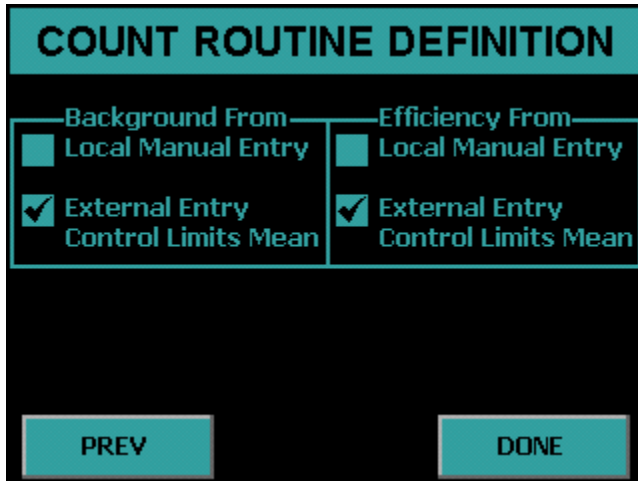 COUNT ROUTINE DEFINITION
Background From
Local Manual Entry
External Entry
Control Limits Mean
Efficiency From
Local Manual Entry
External Entry
Control Limits Mean
PREV
DONE